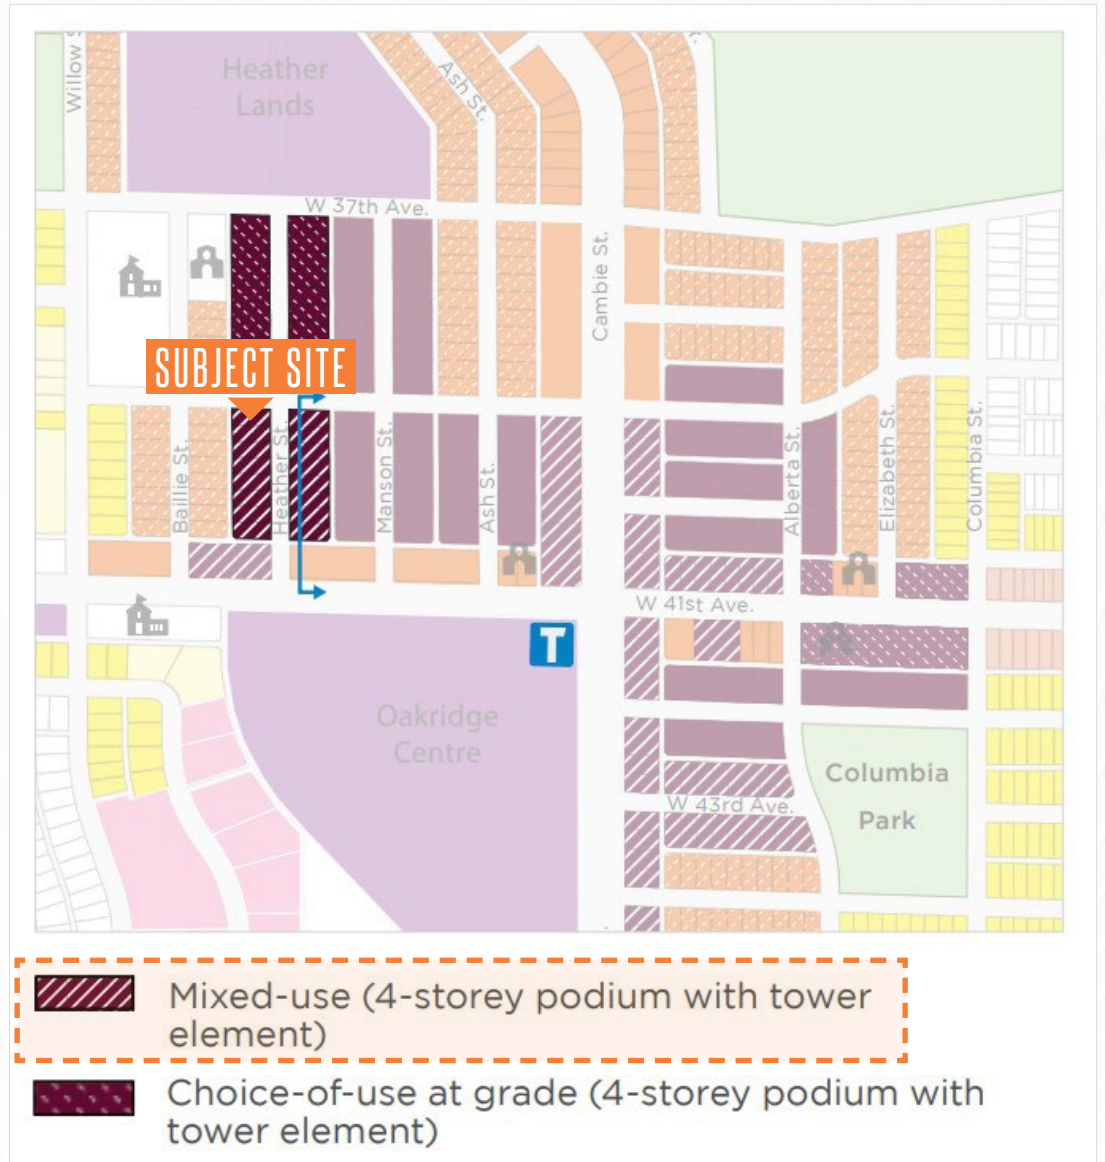 Willow S
Heather
Lands
Ash St.
r.
W 37th Ave.
Cambie St.
SUBJECT SITE
Baillie St.
Heather St.
Manson St.
Ash St.
Alberta St.
Elizabeth St.
Columbia St.
W 41st Ave.
T
Oakridge
Centre
Columbia
Park
W 43rd Ave.
Mixed-use (4-storey podium with tower
element)
Choice-of-use at grade (4-storey podium with
tower element)